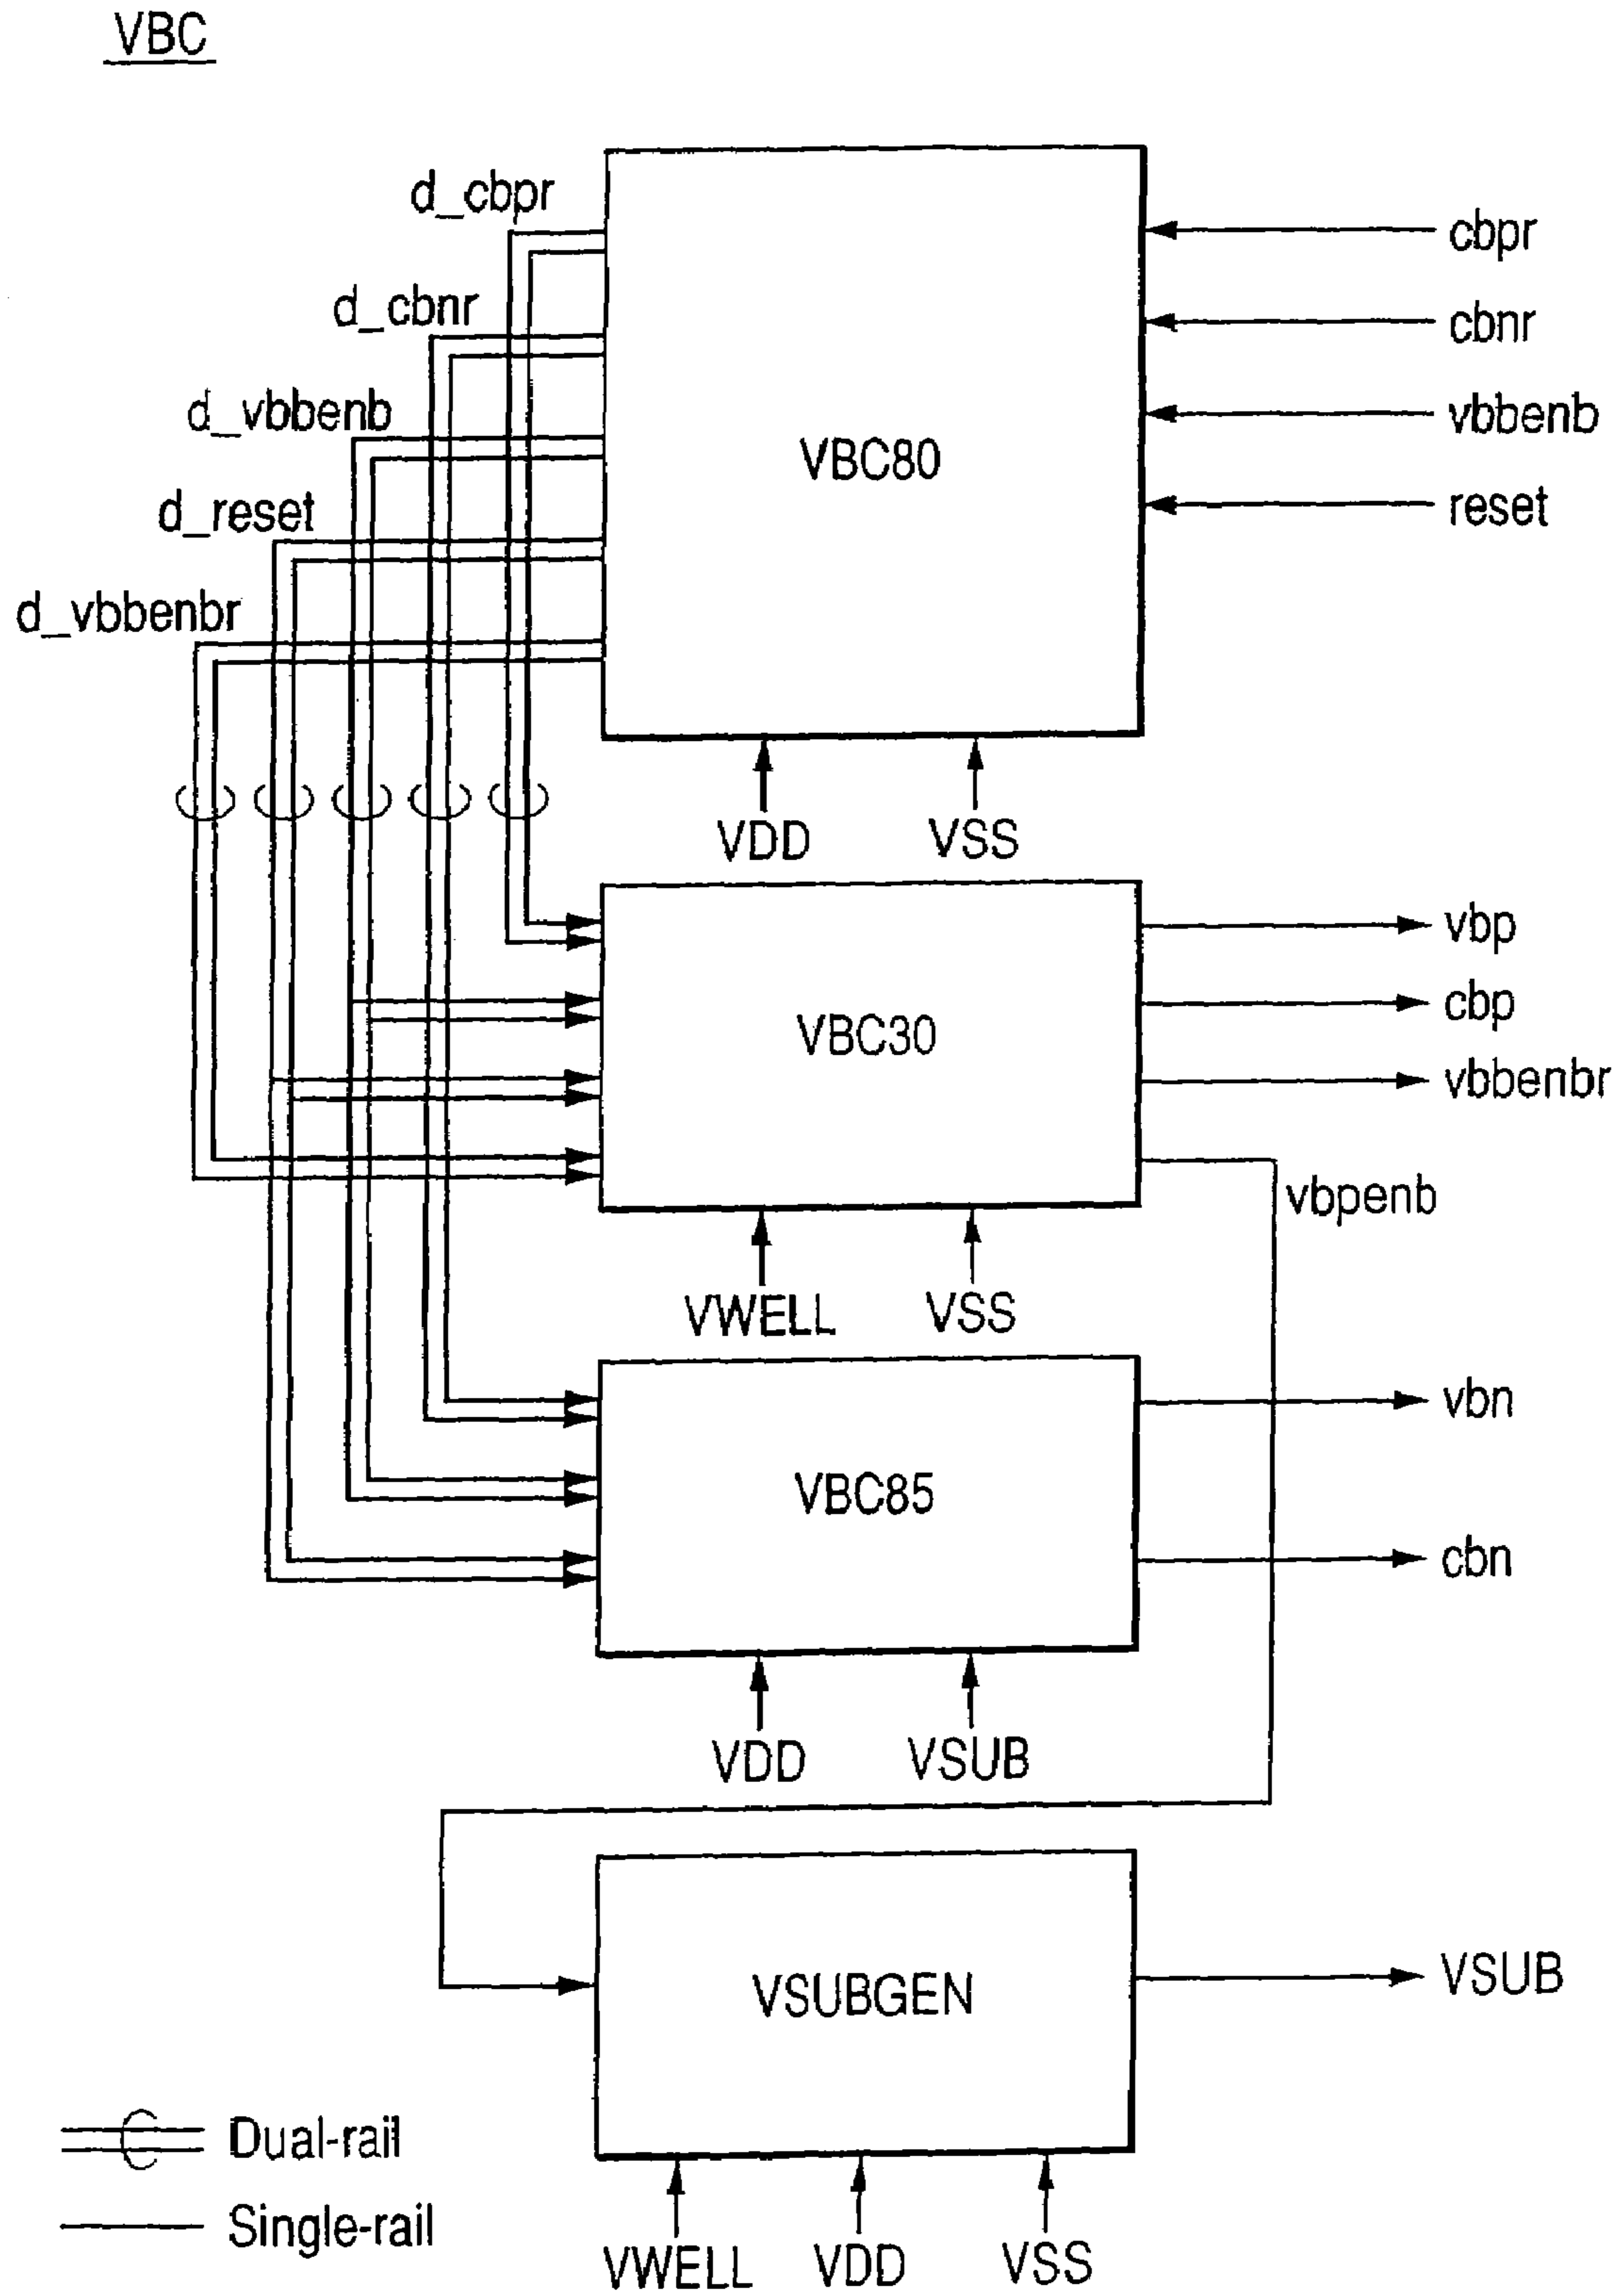 VBC
d_cbpr
cbpr
d_cbnr
cbnr
d_vbbenb
vbbenb
VBC80
d_reset
reset
d_vbbenbr
VDD
VSS
vbp
cbp
VBC30
vbbenbr
vbpenb
VWELL
VSS
vbn
VBC85
cbn
VDD
VSUB
VSUBGEN
VSUB
Dual-rail
Single-rail
VWELL
VDD
VSS